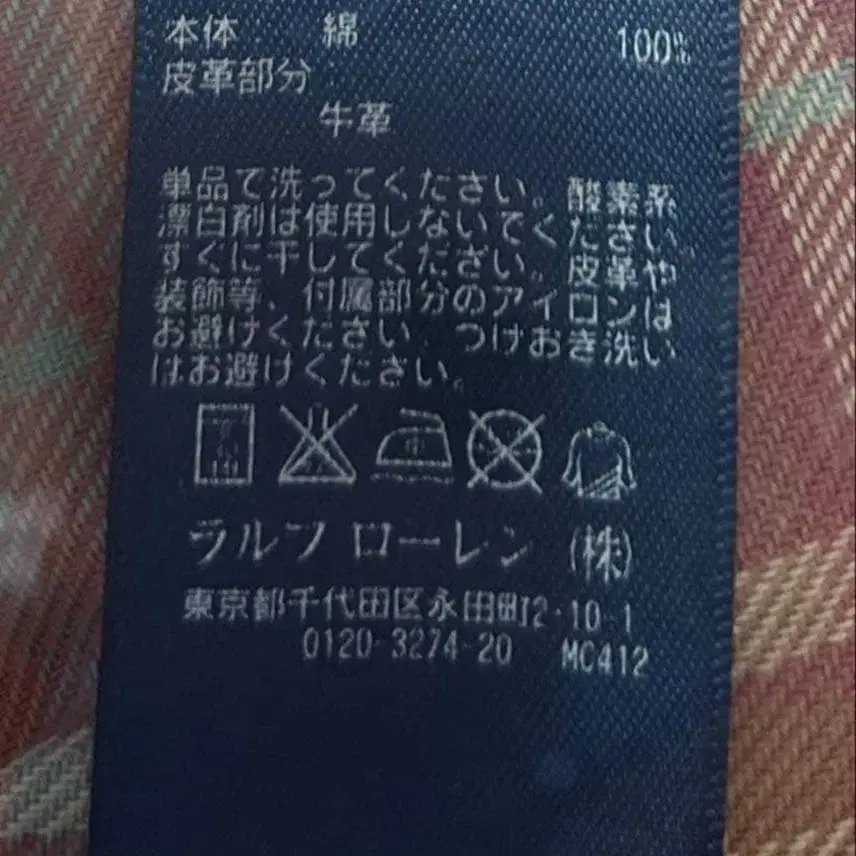 本体 綿 100%
皮革部分 :
牛革
単品で洗ってください。酸素系
漂白剤は使用しないでください。
すぐに干してください。皮革や
装飾等、付属部分のアイロンは
お避けください。つけおき洗い
はお避けください。
中
ラルフ ローレン (株)
東京都千代田区永田町2-10-1
0120-3274-20 MC412